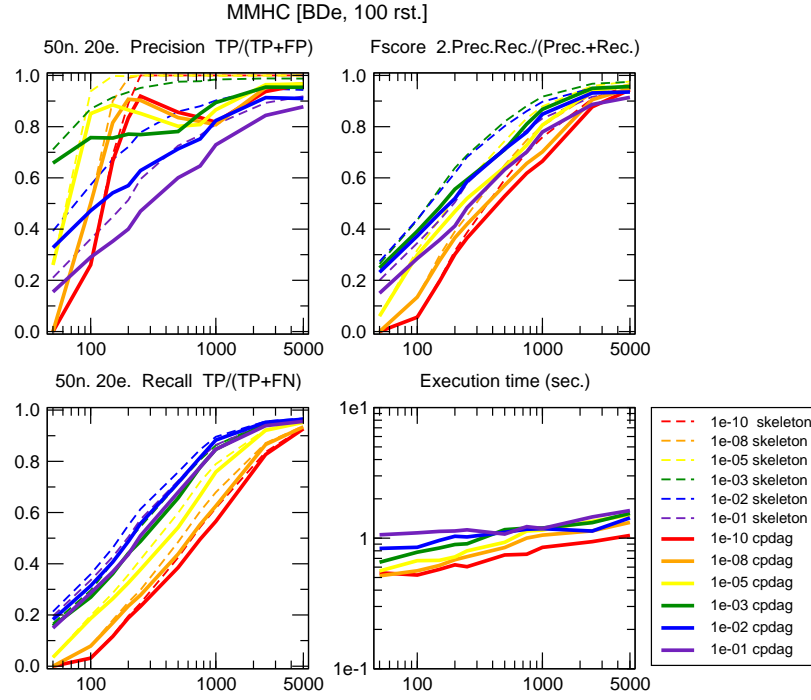 MMHC [BDe, 100 rst.]
50n. 20e. Precision TP/(TP+FP)
Fscore 2.Prec.Rec./(Prec.+Rec.)
1.0
0.8
0.6
0.4
0.2
0.0
100
1000
5000
1.0
0.8
0.6
0.4
0.2
0.0
100
1000
5000
50n. 20e. Recall TP/(TP+FN)
Execution time (sec.)
1.0
0.8
0.6
0.4
0.2
0.0
100
1000
5000
1e1
1
1e-1
100
1000
5000
1e-10 skeleton
1e-08 skeleton
1e-05 skeleton
1e-03 skeleton
1e-02 skeleton
1e-01 skeleton
1e-10 cpdag
1e-08 cpdag
1e-05 cpdag
1e-03 cpdag
1e-02 cpdag
1e-01 cpdag